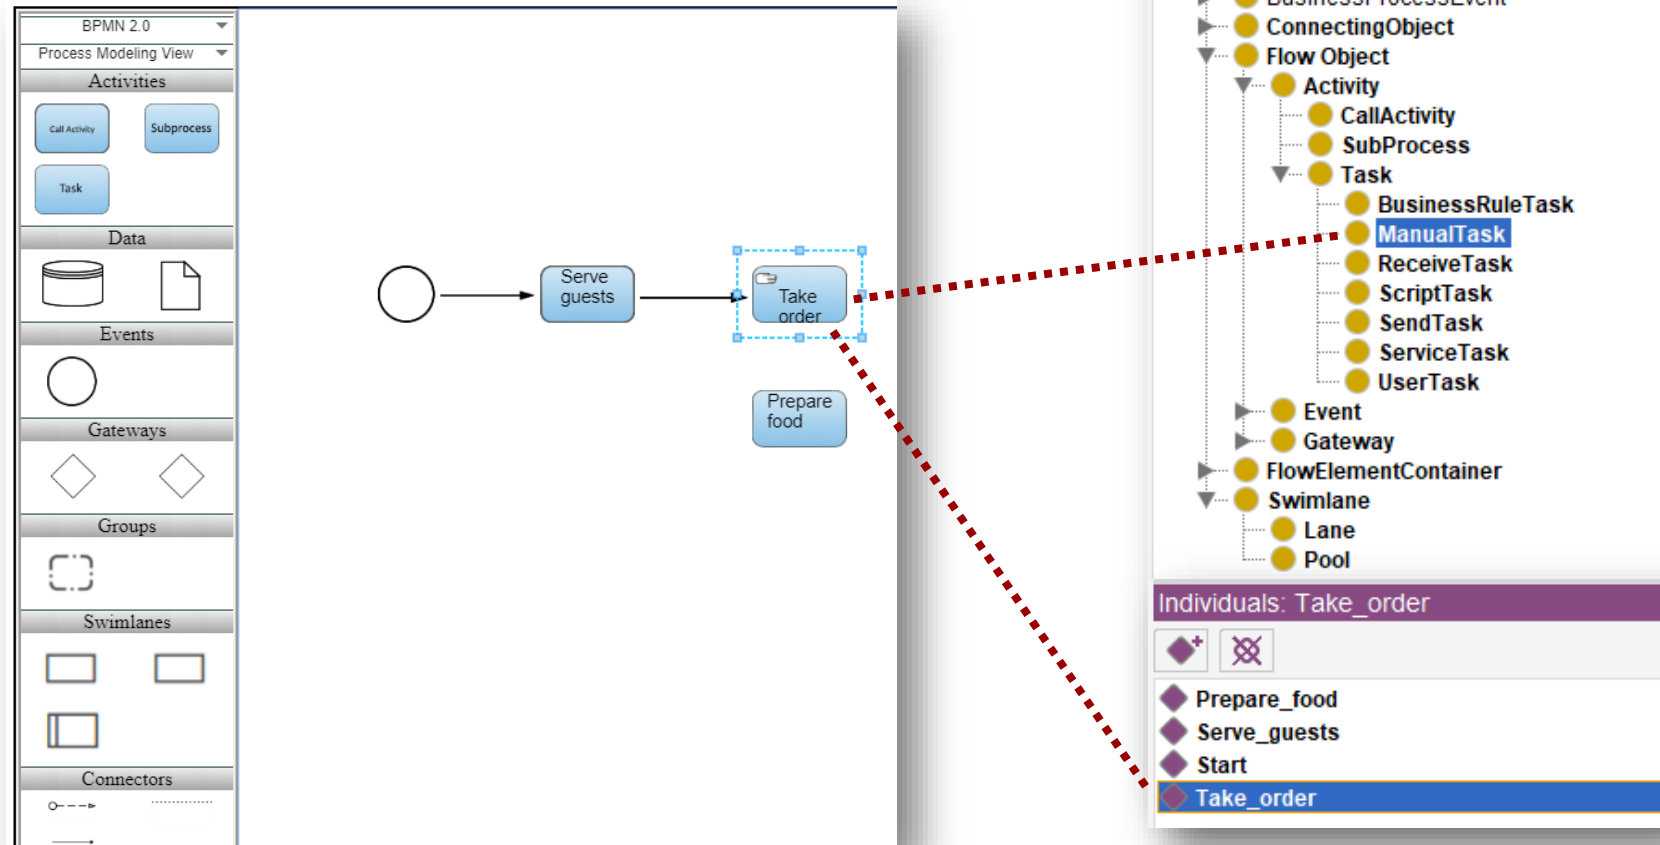 BPMN 2.0
Process Modeling View
Activities
Call Activity
Subprocess
Task
Data
Events
Gateways
Groups
Swimlanes
Connectors
Serve
guests
Take
order
Prepare
food
BusinessProcessEvent
ConnectingObject
Flow Object
Activity
CallActivity
SubProcess
Task
BusinessRuleTask
ManualTask
ReceiveTask
ScriptTask
SendTask
ServiceTask
UserTask
Event
Gateway
FlowElementContainer
Swimlane
Lane
Pool
Individuals: Take_order
Prepare_food
Serve_guests
Start
Take_order